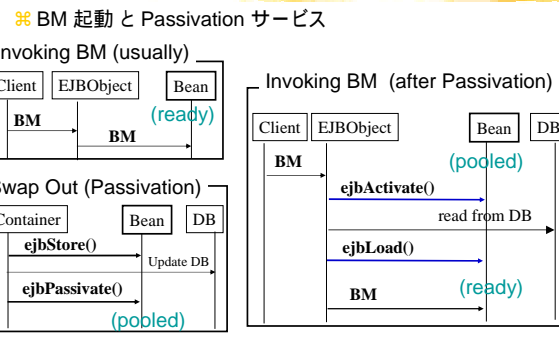 ⌘ BM 起動 と Passivation サービス
nvoking BM (usually)
Client EJBObject Bean
(ready)
BM
BM
Swap Out (Passivation)
Container Bean DB
ejbStore()
Update DB
ejbPassivate()
(pooled)
Invoking BM (after Passivation)
Client EJBObject Bean DB
(pooled)
BM
ejbActivate()
read from DB
ejbLoad()
(ready)
BM